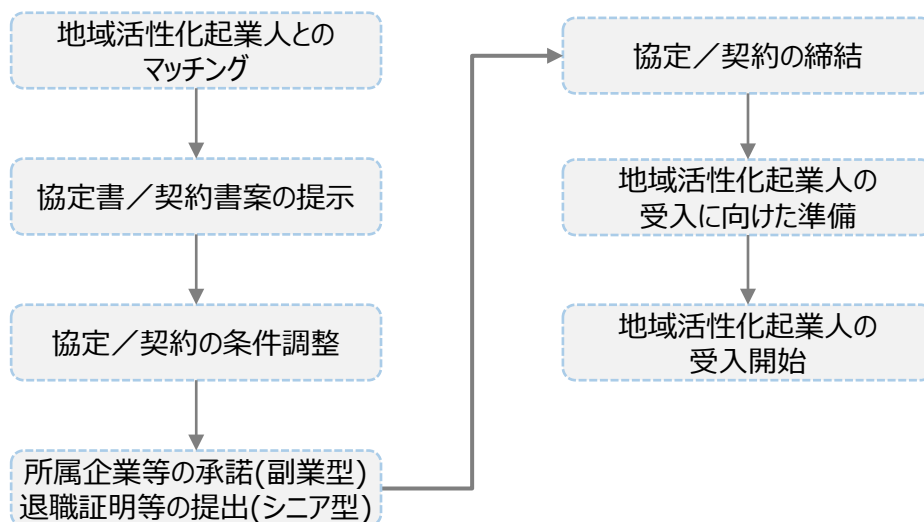 地域活性化起業人との
マッチング
協定書／契約書案の提示
協定／契約の条件調整
所属企業等の承諾(副業型)
退職証明等の提出(シニア型)
協定／契約の締結
地域活性化起業人の
受入に向けた準備
地域活性化起業人の
受入開始